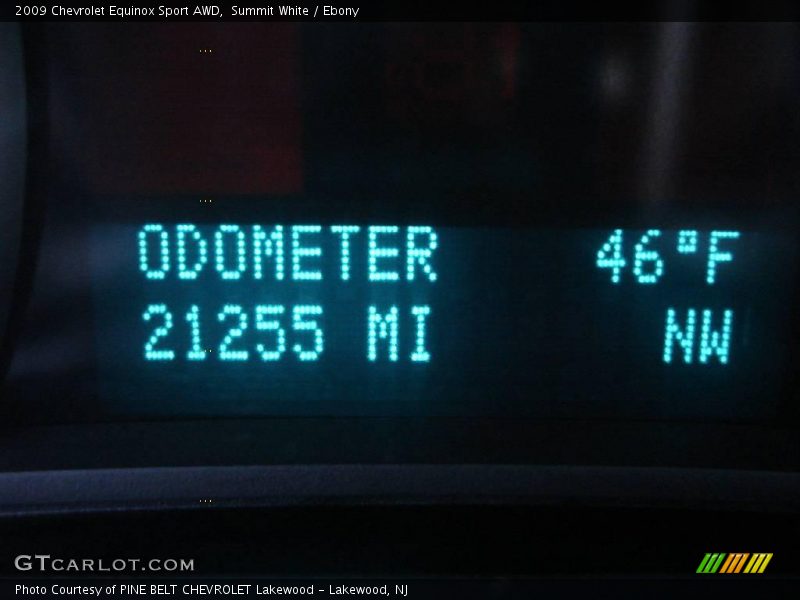 2009 Chevrolet Equinox Sport AWD,  Summit White / Ebony
ODOMETER 46°F
21255 MI NW
GTCARLOT.COM
Photo Courtesy of PINE BELT CHEVROLET Lakewood - Lakewood, NJ